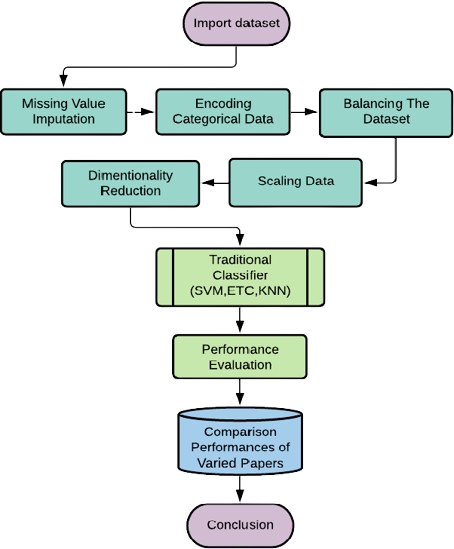 Import dataset
Missing Value
Imputation
Encoding
Categorical Data
Balancing The
Dataset
Scaling Data
Dimentionality
Reduction
Traditional
Classifier
(SVM,ETC,KNN)
Performance
Evaluation
Comparison
Performances of
Varied Papers
Conclusion